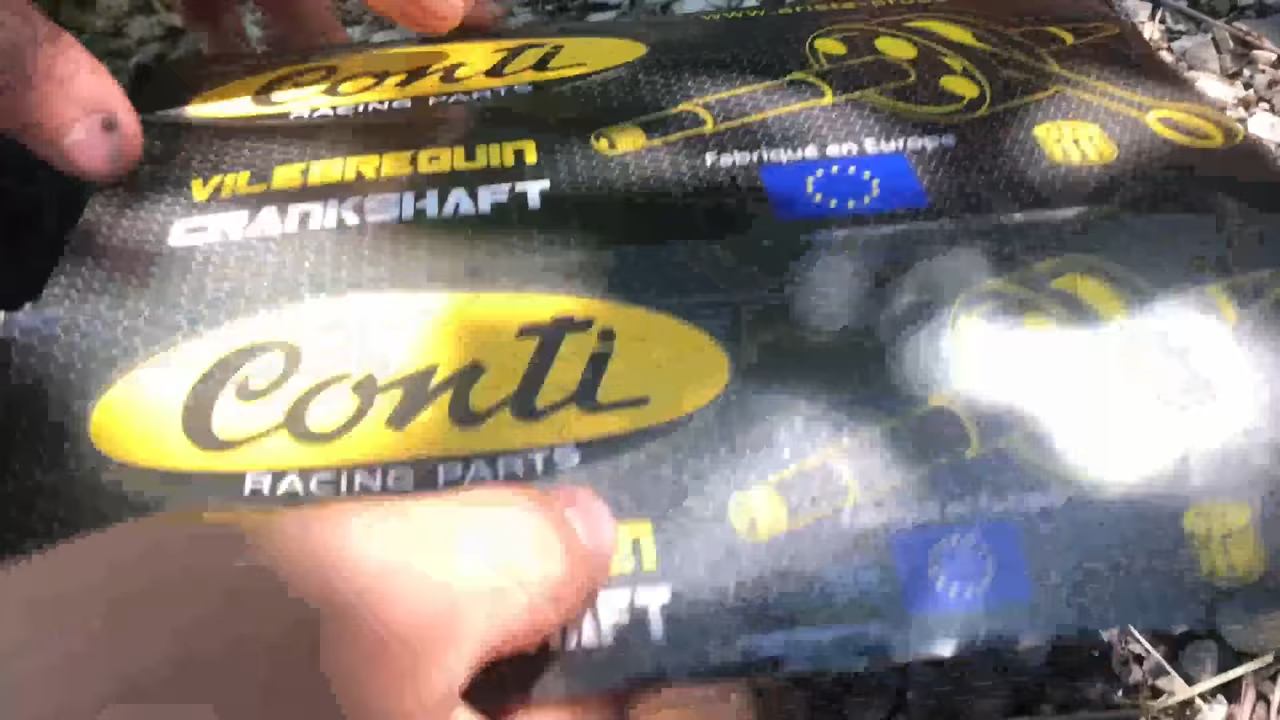 Conti
RACING PARTS
VILEBREQUIN
CRANKSHAFT
Fabriqué en Europe
Conti
RACING PARTS